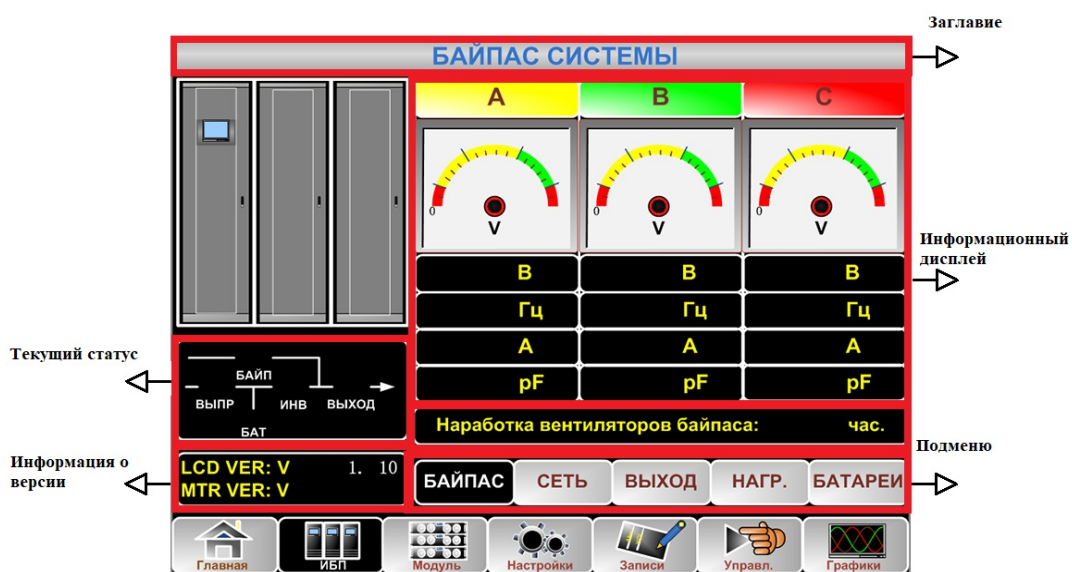 Заглавие
БАЙПАС СИСТЕМЫ
A B C
0 V 0 V 0 V
Информационный
дисплей
В В В
Гц Гц Гц
А А А
pF pF pF
Текущий статус
БАЙП
ВЫПР ИНВ ВЫХОД
БАТ
Наработка вентиляторов байпаса: час.
Подменю
Информация о
версии
LCD VER: V 1. 10
MTR VER: V
БАЙПАС СЕТЬ ВЫХОД НАГР. БАТАРЕИ
Главная ИБП Модуль Настройки Записи Управл. Графики